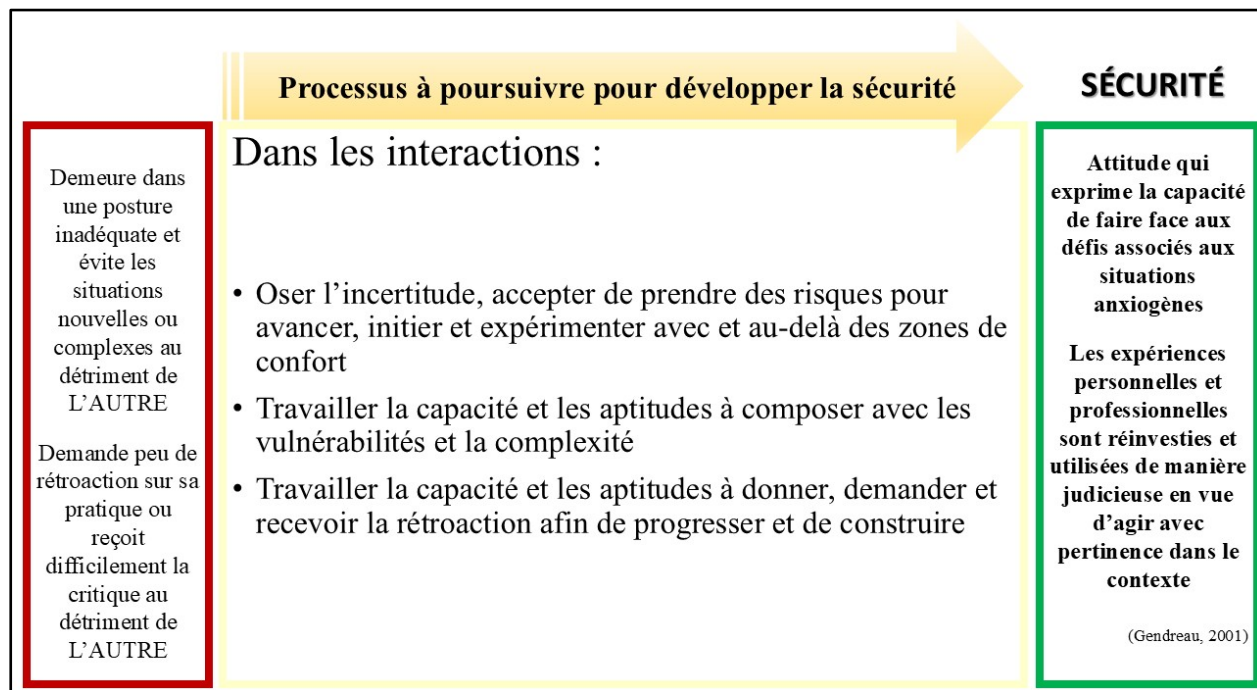 Processus à poursuivre pour développer la sécurité
SÉCURITÉ
Demeure dans
une posture
inadéquate et
évite les
situations
nouvelles ou
complexes au
détriment de
L’AUTRE
Demande peu de
rétroaction sur sa
pratique ou
reçoit
difficilement la
critique au
détriment de
L’AUTRE
Dans les interactions :
• Oser l’incertitude, accepter de prendre des risques pour
avancer, initier et expérimenter avec et au-delà des zones de
confort
• Travailler la capacité et les aptitudes à composer avec les
vulnérabilités et la complexité
• Travailler la capacité et les aptitudes à donner, demander et
recevoir la rétroaction afin de progresser et de construire
Attitude qui
exprime la capacité
de faire face aux
défis associés aux
situations
anxiogènes
Les expériences
personnelles et
professionnelles
sont réinvesties et
utilisées de manière
judicieuse en vue
d’agir avec
pertinence dans le
contexte
(Gendreau, 2001)